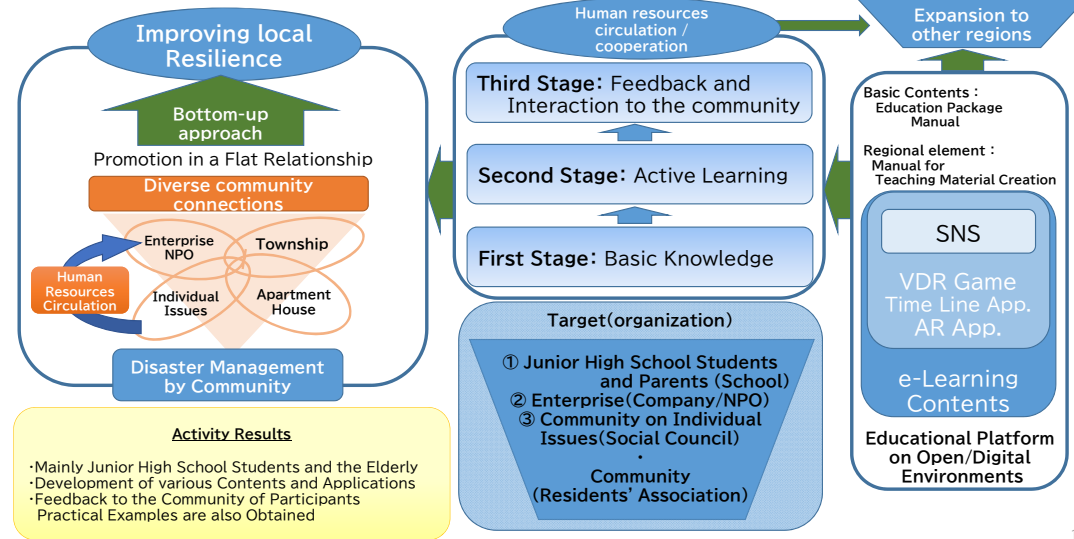 Improving local
Resilience
Bottom-up
approach
Promotion in a Flat Relationship
Diverse community
connections
Enterprise
NPO
Township
Human
Resources
Circulation
Individual
Issues
Apartment
House
Disaster Management
by Community
Activity Results
・Mainly Junior High School Students and the Elderly
・Development of various Contents and Applications
・Feedback to the Community of Participants
Practical Examples are also Obtained
Human resources
circulation /
cooperation
Third Stage: Feedback and
Interaction to the community
Second Stage: Active Learning
First Stage: Basic Knowledge
Target(organization)
① Junior High School Students
and Parents (School)
② Enterprise(Company/NPO)
③ Community on Individual
Issues(Social Council)
・
Community
(Residents' Association)
Expansion to
other regions
Basic Contents：
Education Package
Manual
Regional element：
Manual for
Teaching Material Creation
SNS
VDR Game
Time Line App.
AR App.
e-Learning
Contents
Educational Platform
on Open/Digital
Environments